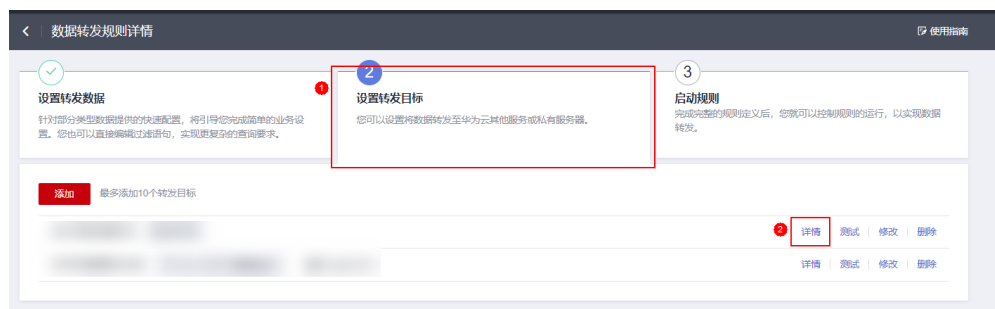 数据转发规则详情
使用指南
2
3
1
设置转发数据
设置转发目标
启动规则
针对部分类型数据提供的快速配置，将引导您完成简单的业务设
置。您也可以直接编辑过滤语句，实现更复杂的查询要求。
您可以设置将数据转发至华为云其他服务或私有服务器。
完成完整的规则定义后，您就可以控制规则的运行，以实现数据
转发。
添加 最多添加10个转发目标
2 详情 测试 修改 删除
详情 测试 修改 删除